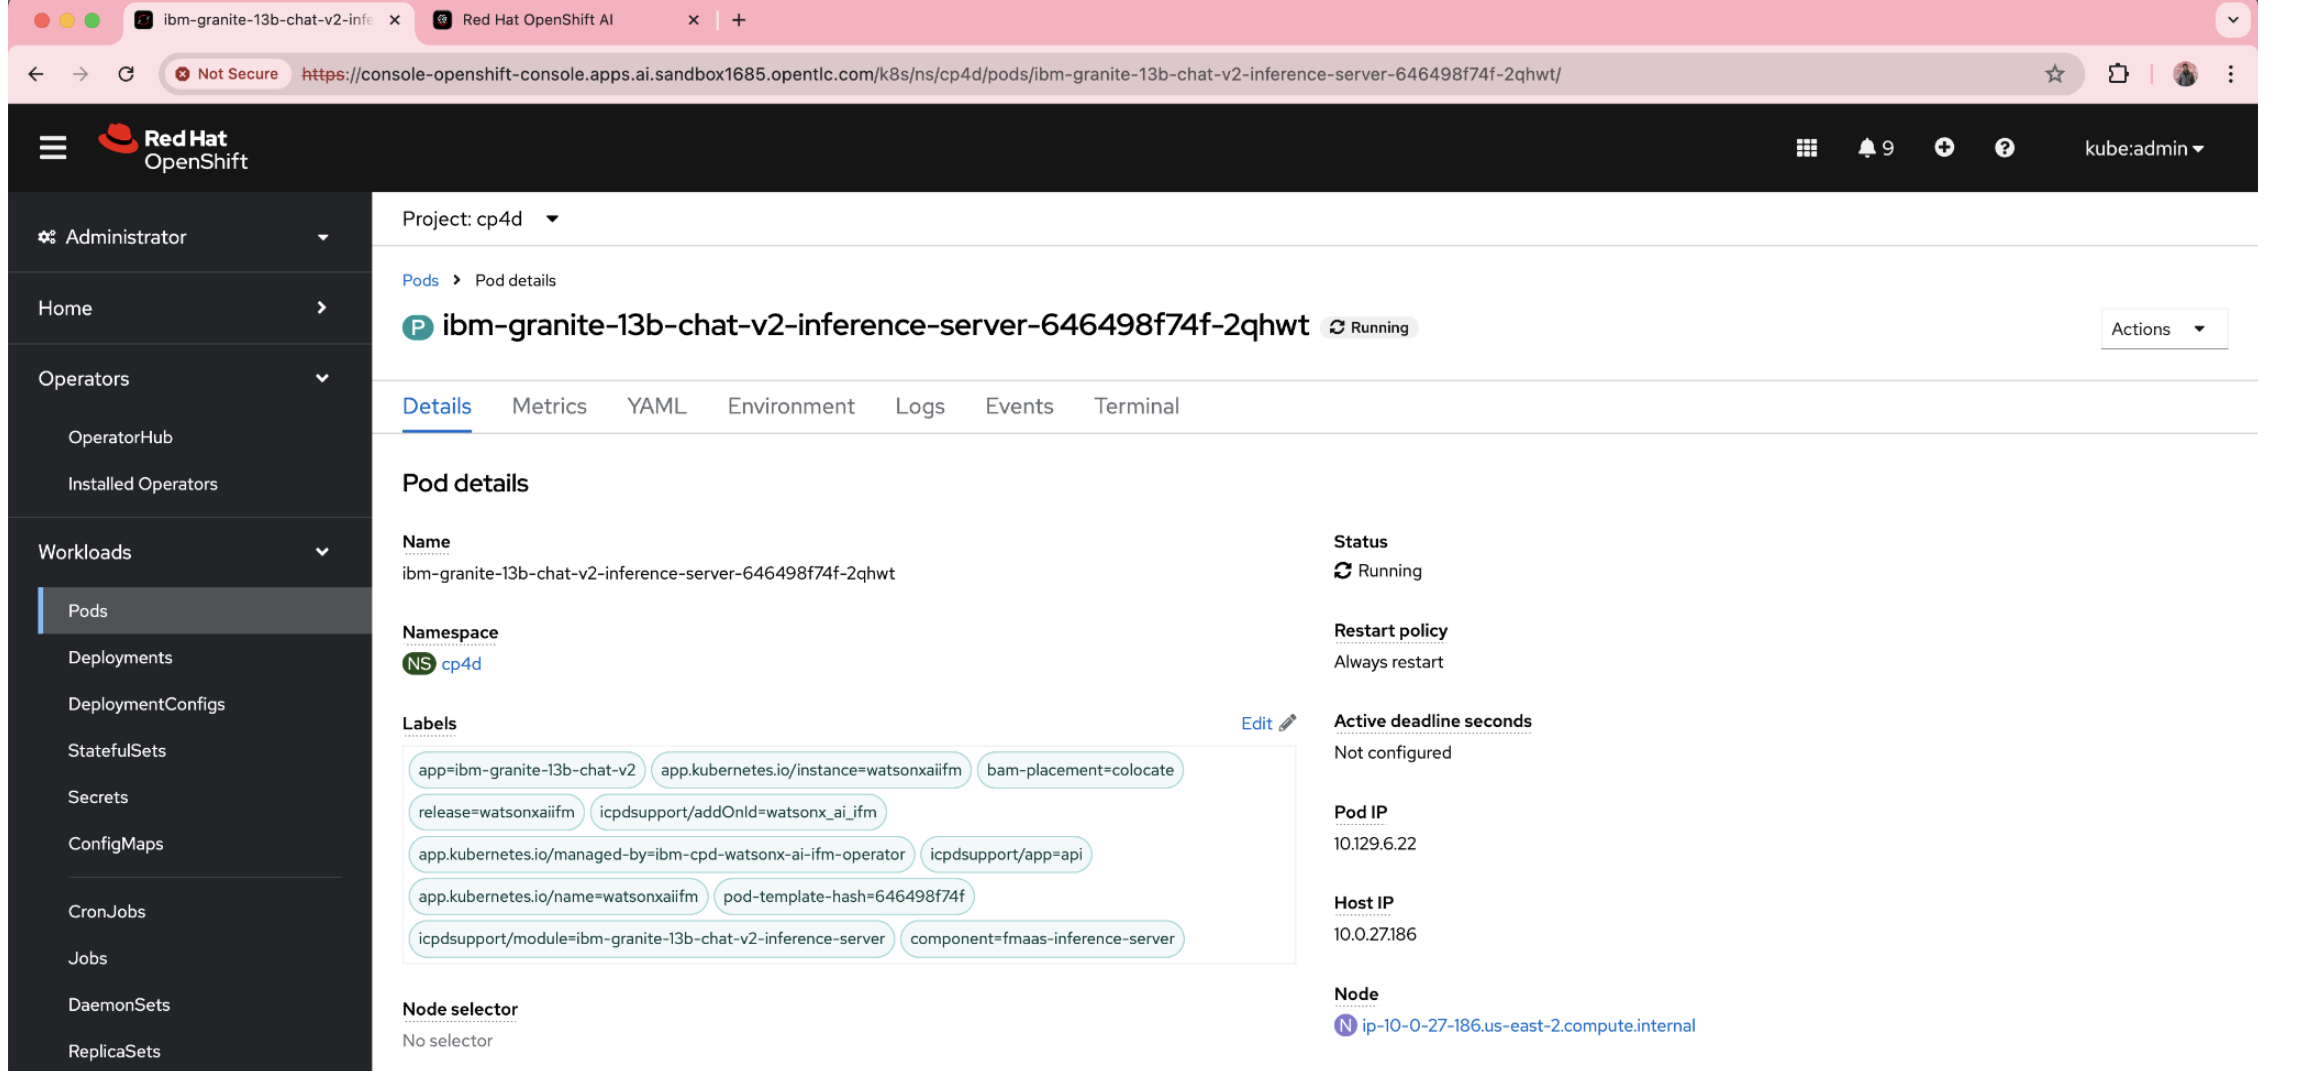 ibm-granite-13b-chat-v2-infe
Red Hat OpenShift AI
Not Secure https://console-openshift-console.apps.ai.sandbox1685.opentlc.com/k8s/ns/cp4d/pods/ibm-granite-13b-chat-v2-inference-server-646498f74f-2qhwt/
Red Hat
OpenShift
9
kube:admin
Administrator
Home
Operators
OperatorHub
Installed Operators
Workloads
Pods
Deployments
DeploymentConfigs
StatefulSets
Secrets
ConfigMaps
CronJobs
Jobs
DaemonSets
ReplicaSets
Project: cp4d
Pods > Pod details
P ibm-granite-13b-chat-v2-inference-server-646498f74f-2qhwt Running
Actions
Details Metrics YAML Environment Logs Events Terminal
Pod details
Name
ibm-granite-13b-chat-v2-inference-server-646498f74f-2qhwt
Namespace
NS cp4d
Labels Edit
app=ibm-granite-13b-chat-v2 app.kubernetes.io/instance=watsonxaiifm bam-placement=colocate
release=watsonxaiifm icpdsupport/addOnId=watsonx_ai_ifm
app.kubernetes.io/managed-by=ibm-cpd-watsonx-ai-ifm-operator icpdsupport/app=api
app.kubernetes.io/name=watsonxaiifm pod-template-hash=646498f74f
icpdsupport/module=ibm-granite-13b-chat-v2-inference-server component=fmaas-inference-server
Node selector
No selector
Status
Running
Restart policy
Always restart
Active deadline seconds
Not configured
Pod IP
10.129.6.22
Host IP
10.0.27.186
Node
N ip-10-0-27-186.us-east-2.compute.internal